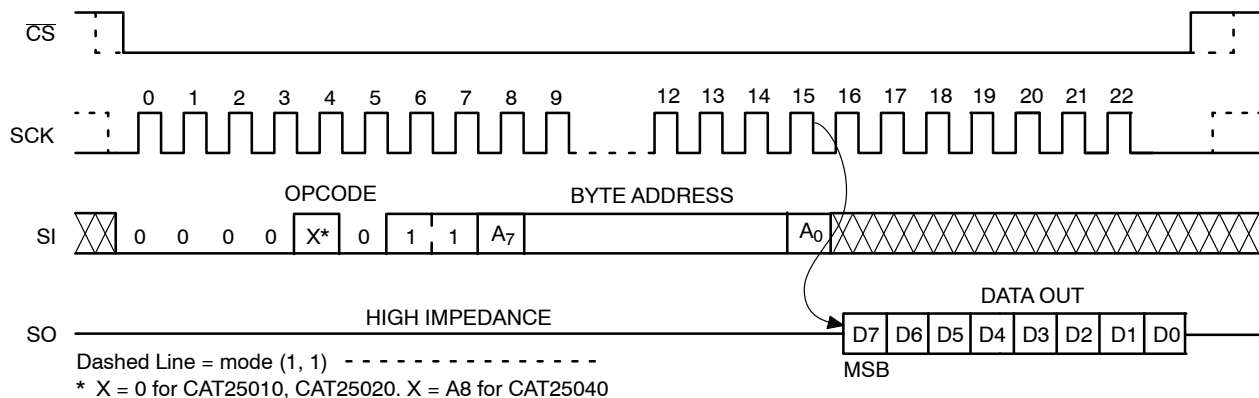 CS
0 1 2 3 4 5 6 7 8 9 12 13 14 15 16 17 18 19 20 21 22
SCK
OPCODE BYTE ADDRESS
SI 0 0 0 0 X* 0 1 1 A7 A0
DATA OUT
SO HIGH IMPEDANCE D7 D6 D5 D4 D3 D2 D1 D0
MSB
Dashed Line = mode (1, 1)
* X = 0 for CAT25010, CAT25020. X = A8 for CAT25040